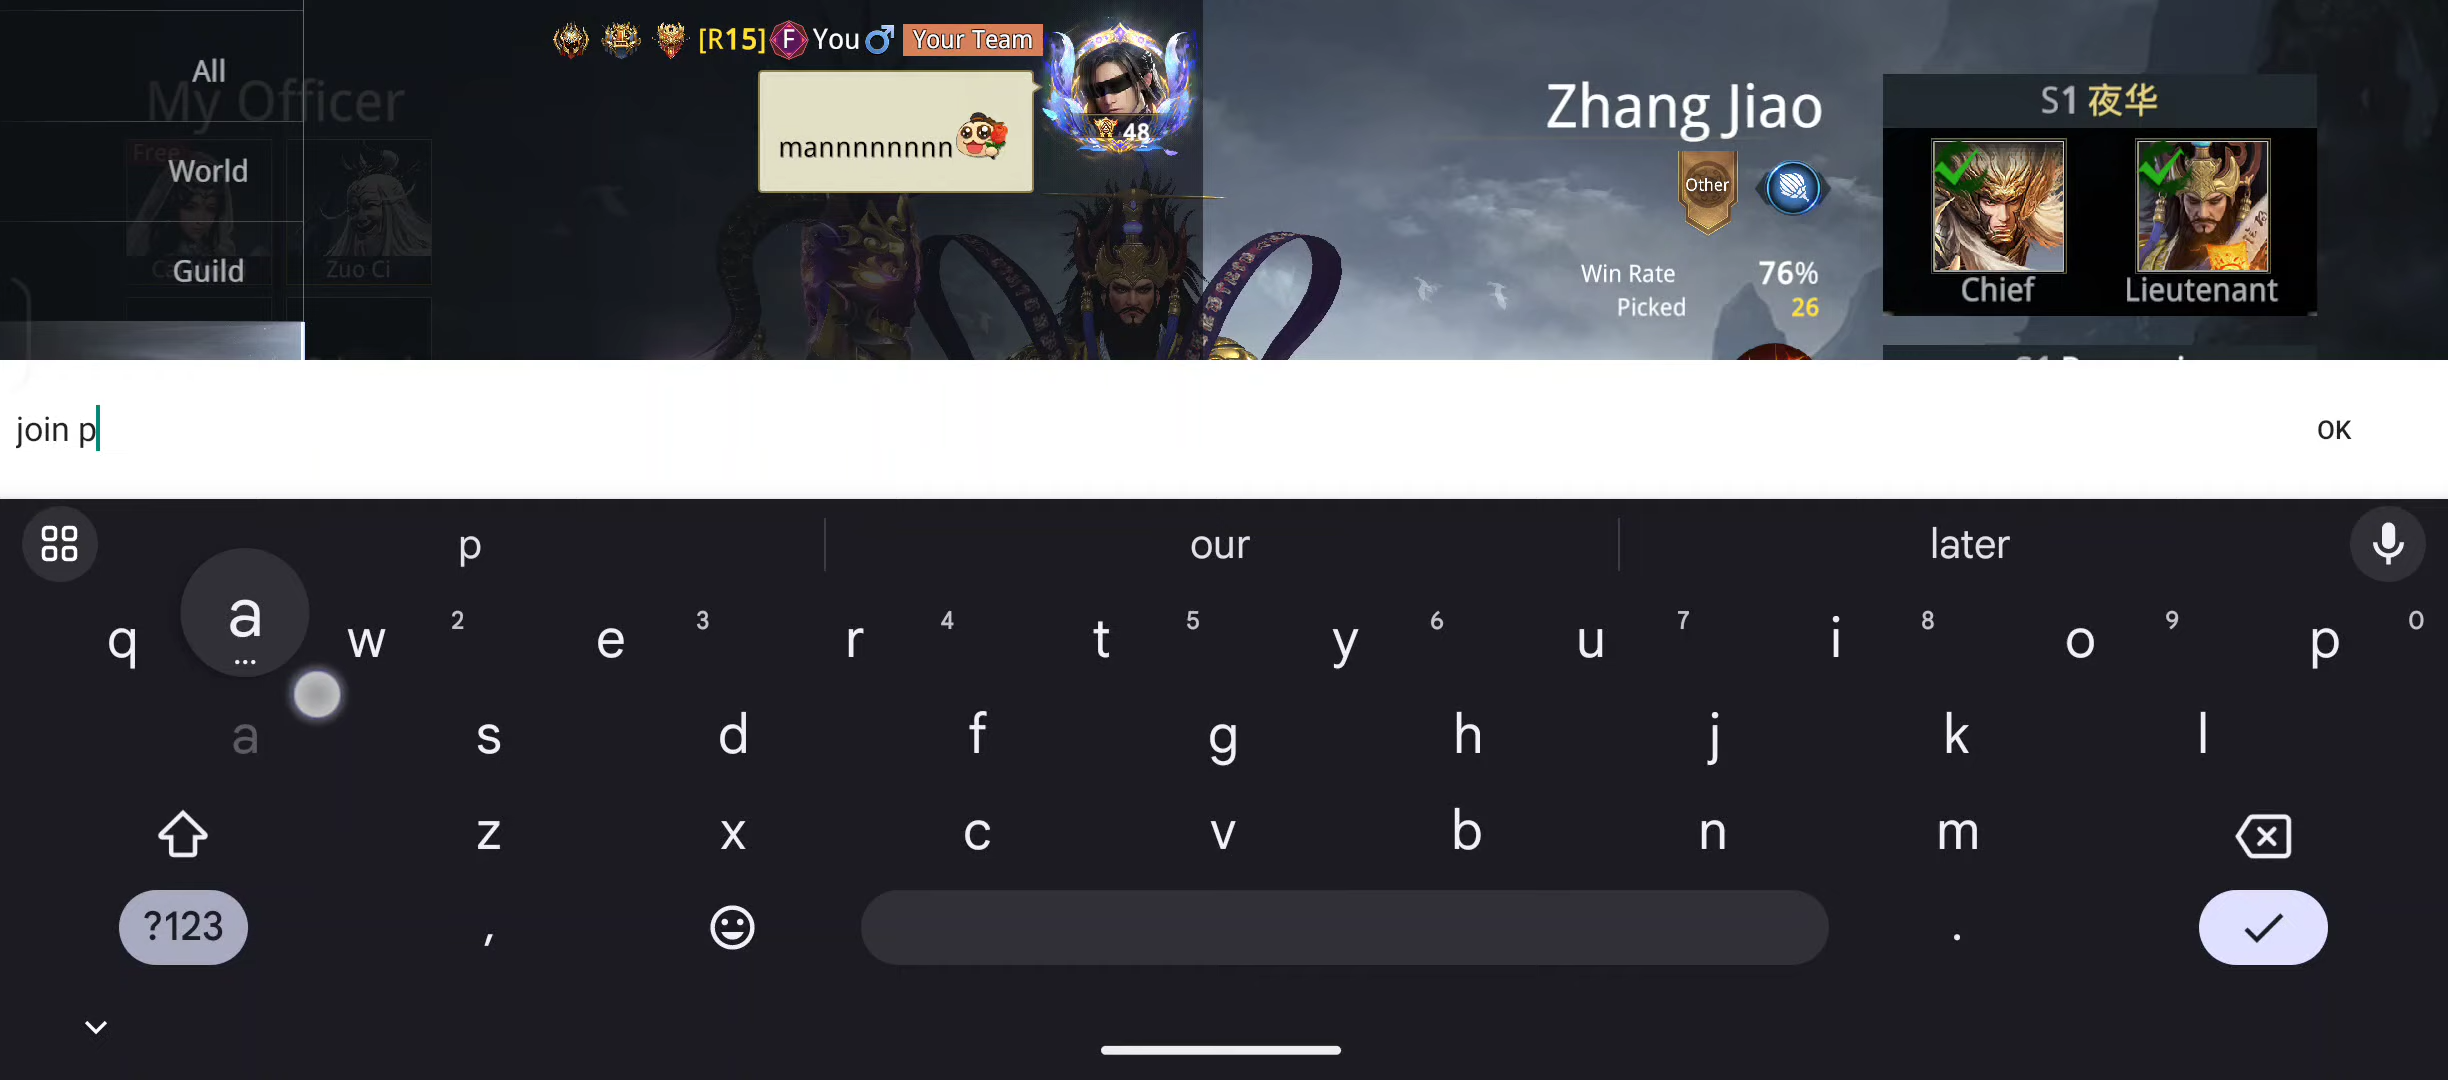 All
My Officer
Free
World
Guild
Zuo Ci
[R15] F You Your Team
mannnnnnnn
48
Zhang Jiao
Other
Win Rate 76%
Picked 26
S1 夜华
Chief Lieutenant
join p
OK
p our later
a
q w 2 e 3 r 4 t 5 y 6 u 7 i 8 o 9 p 0
a s d f g h j k l
z x c v b n m
?123 , .